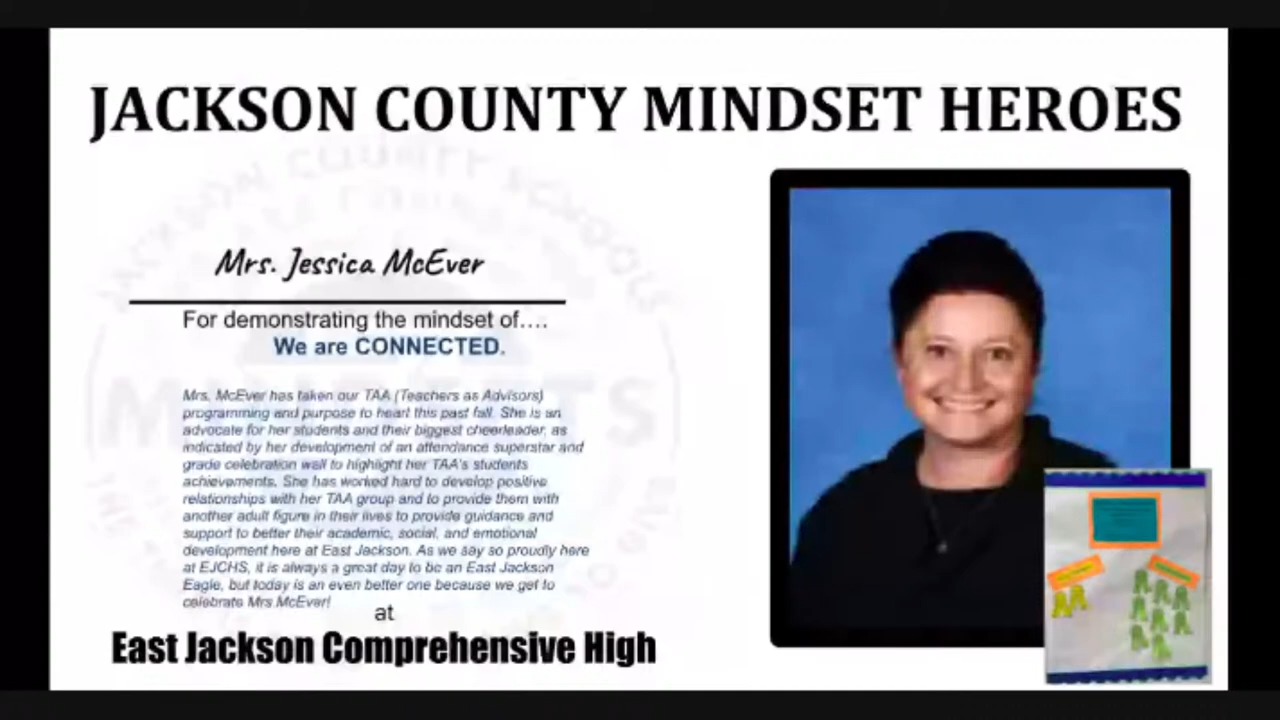 JACKSON COUNTY MINDSET HEROES
Mrs. Jessica McEver
For demonstrating the mindset of....
We are CONNECTED.
Mrs. McEver has taken our TAA (Teachers as Advisors)
programming and purpose to heart this past fall. She is an
advocate for her students and their biggest cheerleader, as
indicated by her development of an attendance superstar and
grade celebration wall to highlight her TAA's students
achievements. She has worked hard to develop positive
relationships with her TAA group and to provide them with
another adult figure in their lives to provide guidance and
support to better their academic, social, and emotional
development here at East Jackson. As we say so proudly here
at EJCHS, it is always a great day to be an East Jackson
Eagle, but today is an even better one because we get to
celebrate Mrs.McEver!
at
East Jackson Comprehensive High
JACKSON COUNTY SCHOOLS
MINDSETS